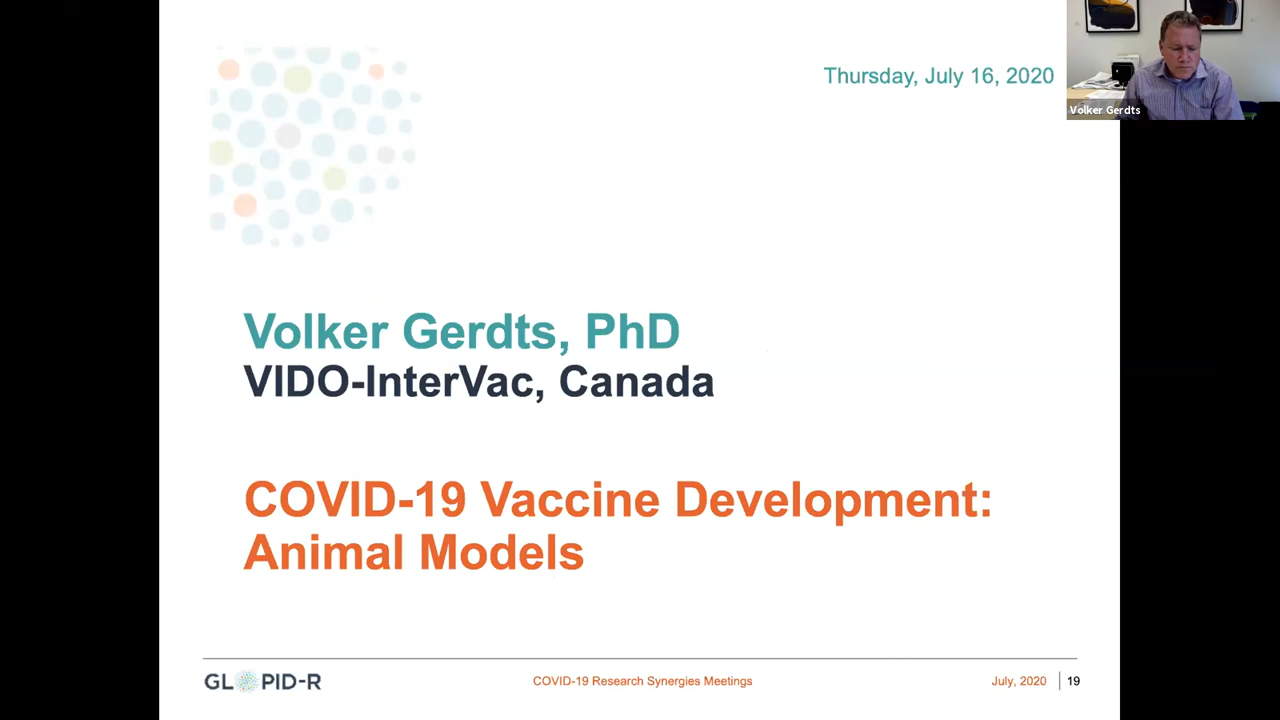 Thursday, July 16, 2020
Volker Gerdts
Volker Gerdts, PhD
VIDO-InterVac, Canada
COVID-19 Vaccine Development:
Animal Models
GLOPID-R
COVID-19 Research Synergies Meetings
July, 2020
19